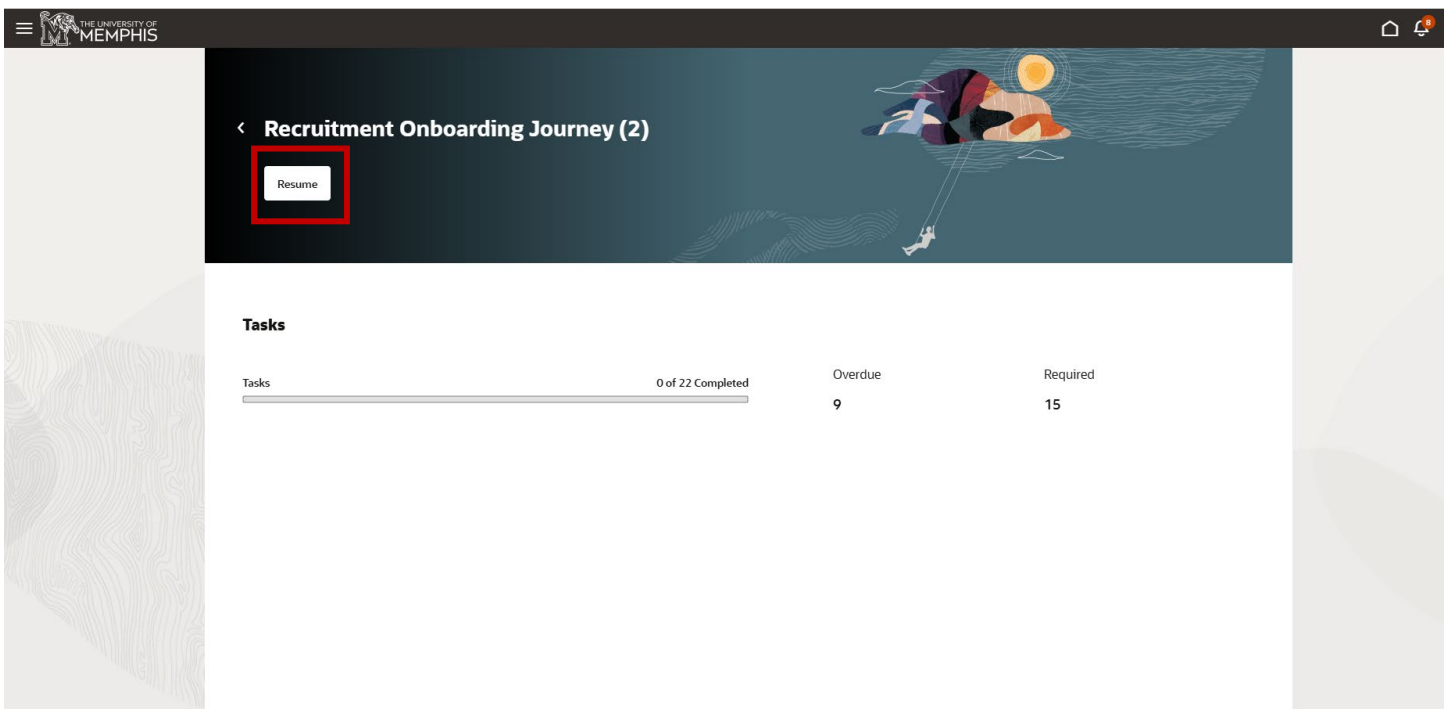 THE UNIVERSITY OF
MEMPHIS
8
Recruitment Onboarding Journey (2)
Resume
Tasks
Tasks
0 of 22 Completed
Overdue
Required
9
15